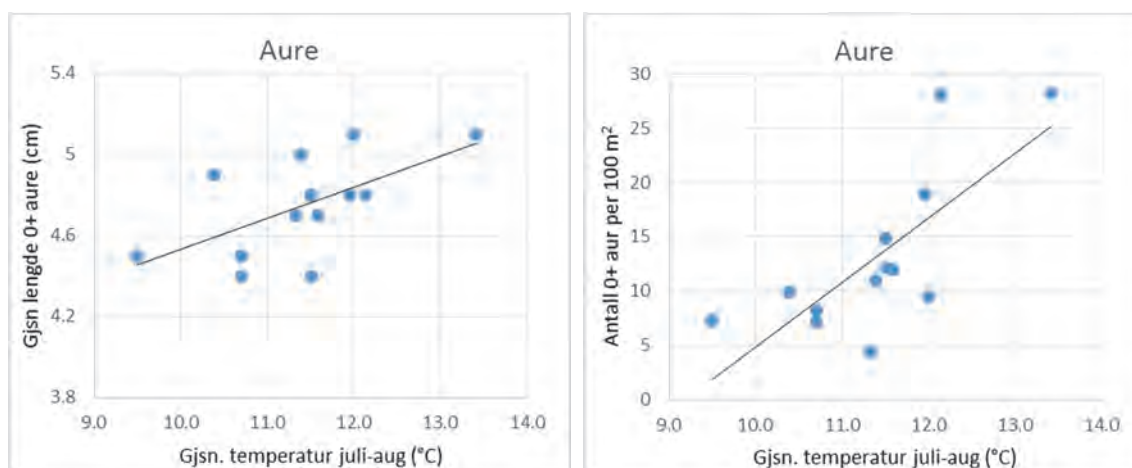 Aure
5.4
5
4.6
4.2
3.8
Gjsn lengde 0+ aure (cm)
9.0 10.0 11.0 12.0 13.0 14.0
Gjsn. temperatur juli-aug (°C)
Aure
30
25
20
15
10
5
0
Antall 0+ aur per 100 m²
9.0 10.0 11.0 12.0 13.0 14.0
Gjsn. temperatur juli-aug (°C)